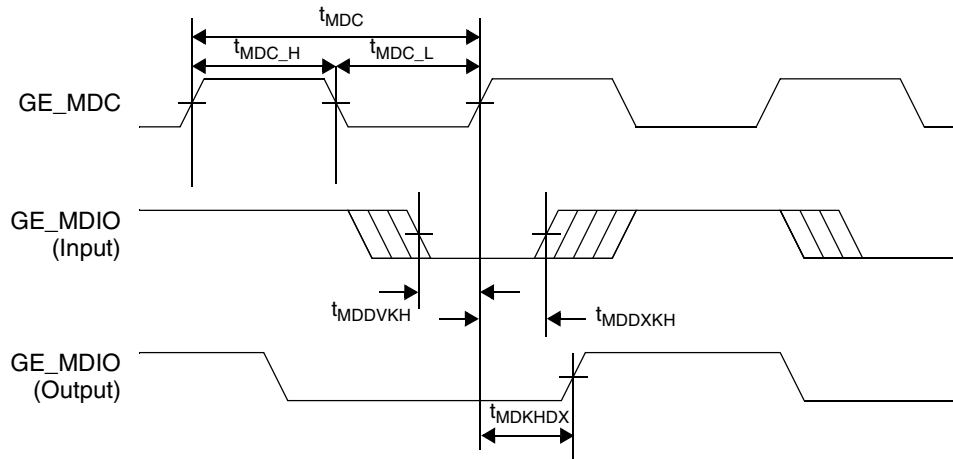 tMDC
tMDC_H
tMDC_L
GE_MDC
GE_MDIO
(Input)
tMDDVKH
tMDDXKH
GE_MDIO
(Output)
tMDKHDX